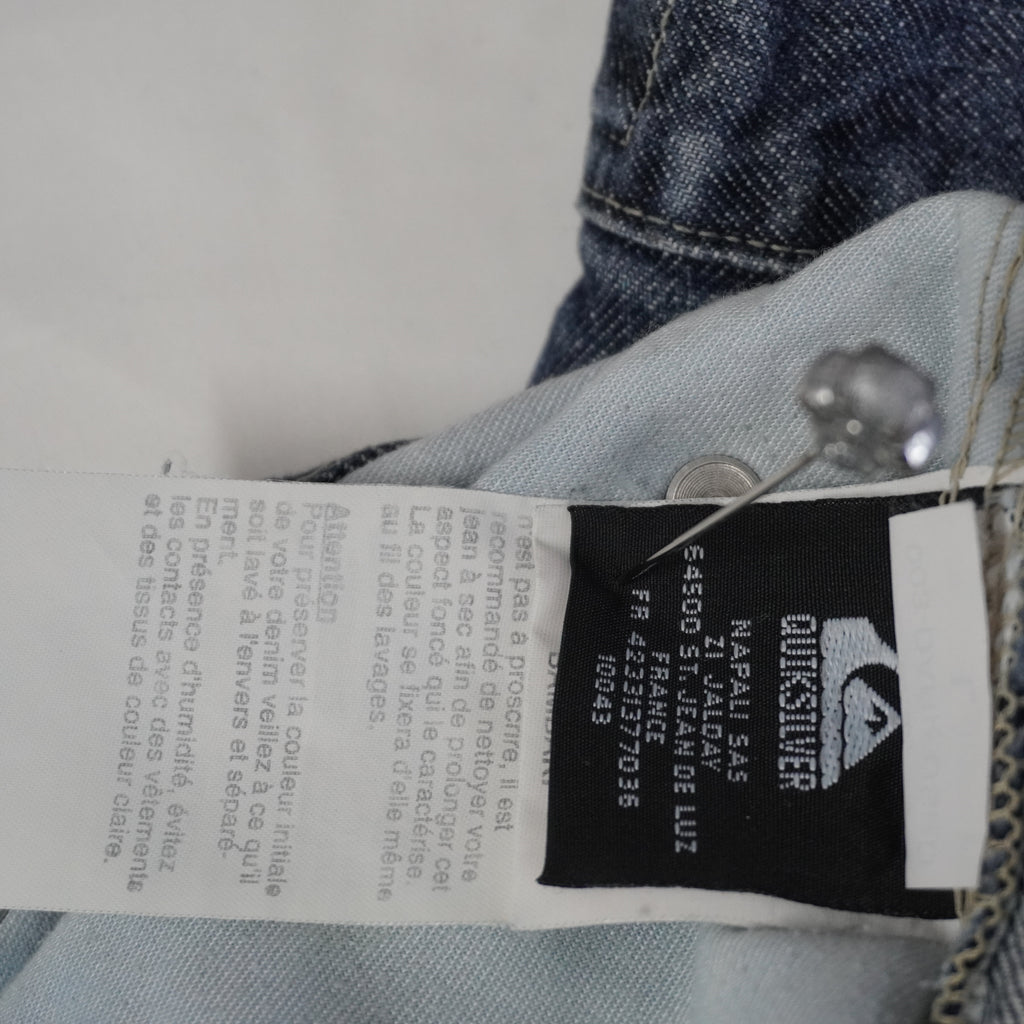 QUIKSILVER
NAPALI SAS
ZI JALDAY
64500 ST.JEAN DE LUZ
FRANCE
FR 42331377036
10043
n'est pas à proscrire, il est
recommandé de nettoyer votre
jean à sec afin de prolonger cet
aspect foncé qui le caractérise.
La couleur se fixera d'elle même
au fil des lavages.
Attention
pour préserver la couleur initiale
de votre denim veillez à ce qu'il
soit lavé à l'envers et séparé-
ment.
En présence d'humidité, évitez
les contacts avec des vêtements
et des tissus de couleur claire.